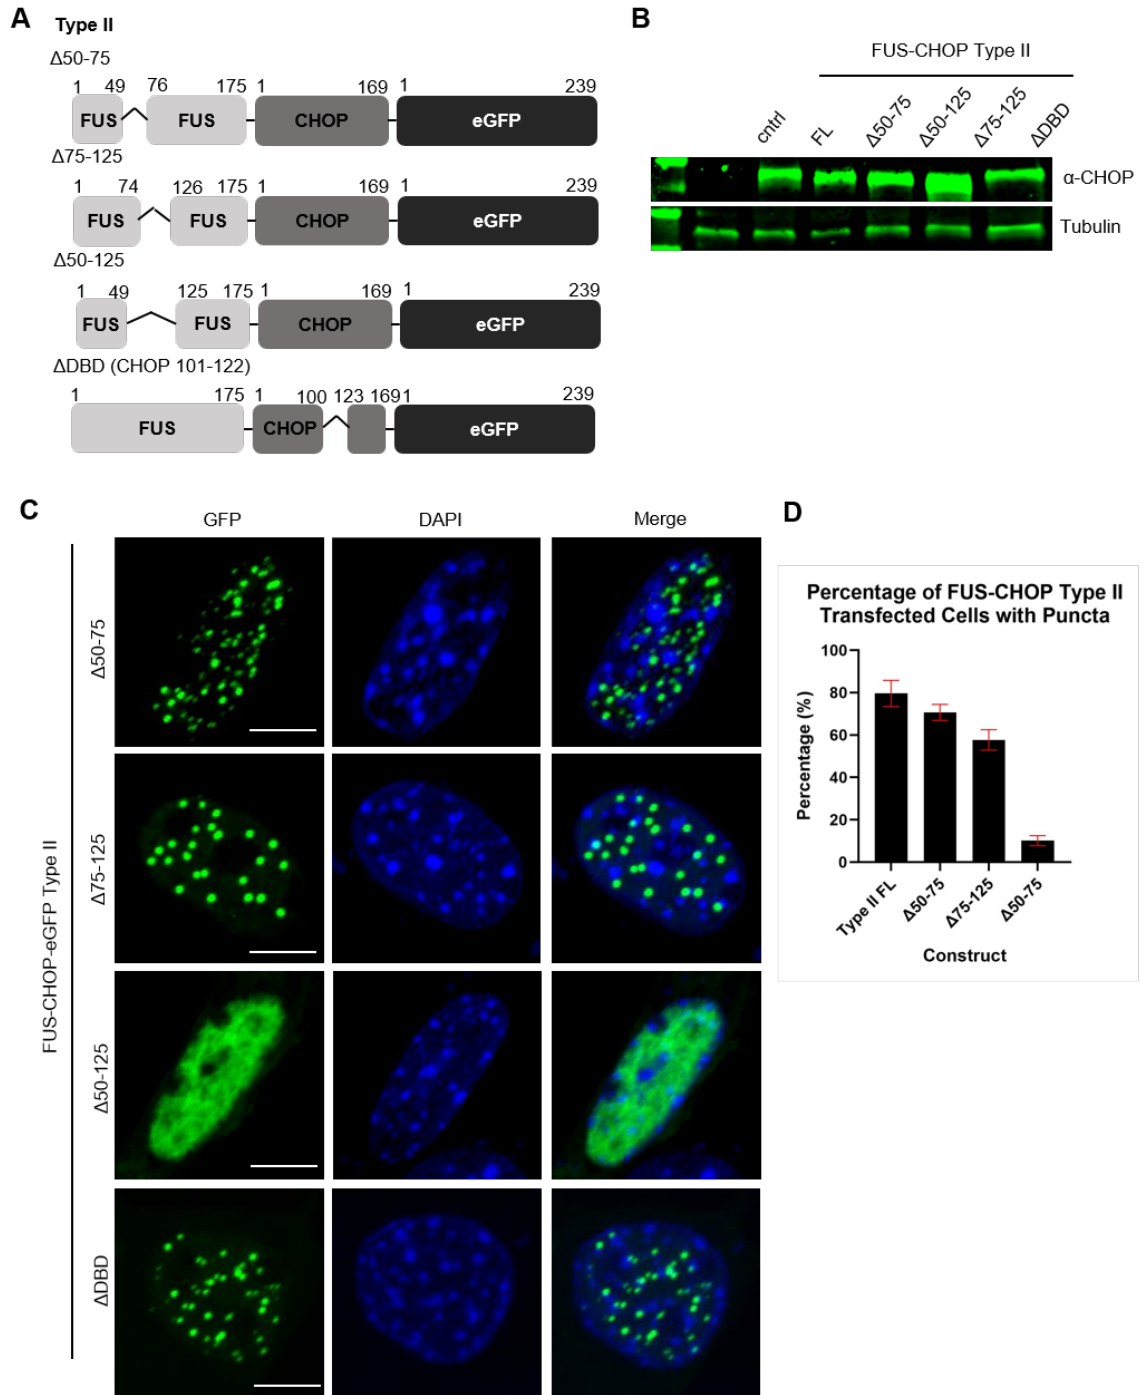 A
Type II
Δ50-75
1 49 76 175 1 169 1 239
FUS FUS CHOP eGFP
Δ75-125
1 74 126 175 1 169 1 239
FUS FUS CHOP eGFP
Δ50-125
1 49 125 175 1 169 1 239
FUS FUS CHOP eGFP
ΔDBD (CHOP 101-122)
1 175 1 100 123 169 1 239
FUS CHOP eGFP
B
FUS-CHOP Type II
cntrl FL Δ50-75 Δ50-125 Δ75-125 ΔDBD
α-CHOP
Tubulin
C
GFP DAPI Merge
FUS-CHOP-eGFP Type II
Δ50-75
Δ75-125
Δ50-125
ΔDBD
D
Percentage of FUS-CHOP Type II
Transfected Cells with Puncta
Percentage (%)
100
80
60
40
20
0
Type II FL Δ50-75 Δ75-125 Δ50-75
Construct